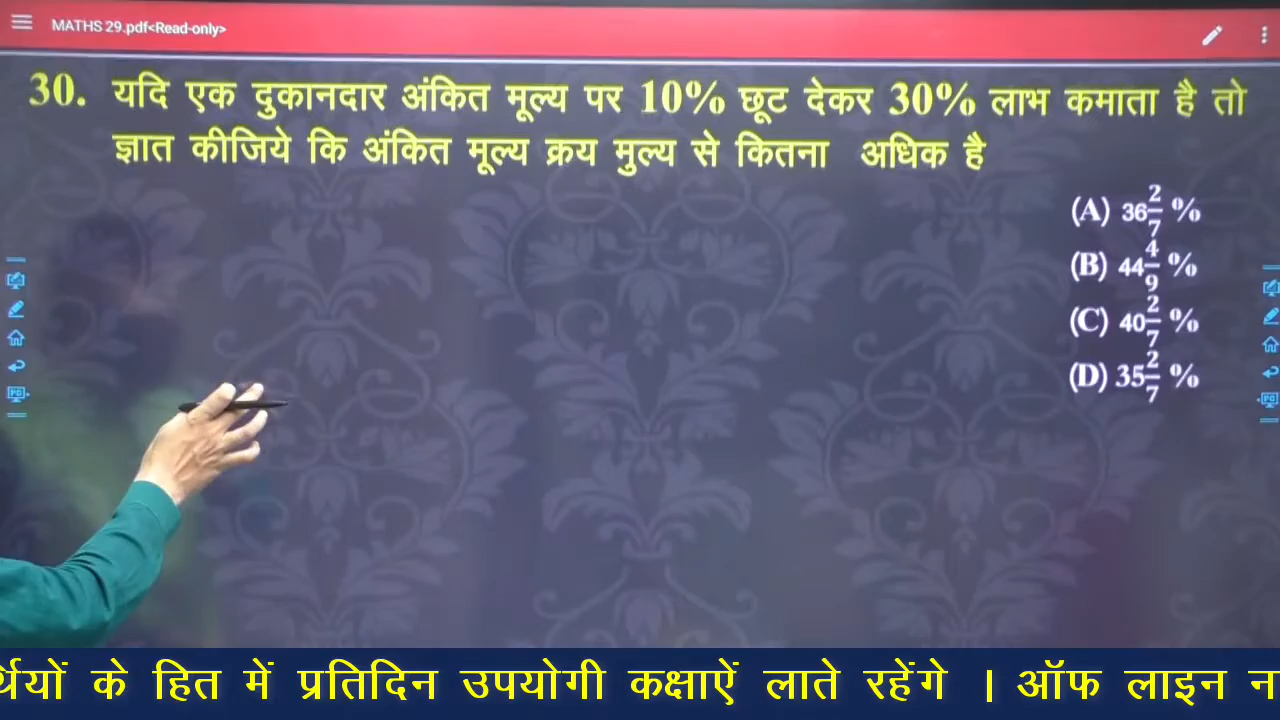 MATHS 29.pdf<Read-only>
30. यदि एक दुकानदार अंकित मूल्य पर 10% छूट देकर 30% लाभ कमाता है तो
ज्ञात कीजिये कि अंकित मूल्य क्रय मुल्य से कितना अधिक है
(A) 36 2/7 %
(B) 44 4/9 %
(C) 40 2/7 %
(D) 35 2/7 %
र्थियों के हित में प्रतिदिन उपयोगी कक्षाऐं लाते रहेंगे । ऑफ लाइन न